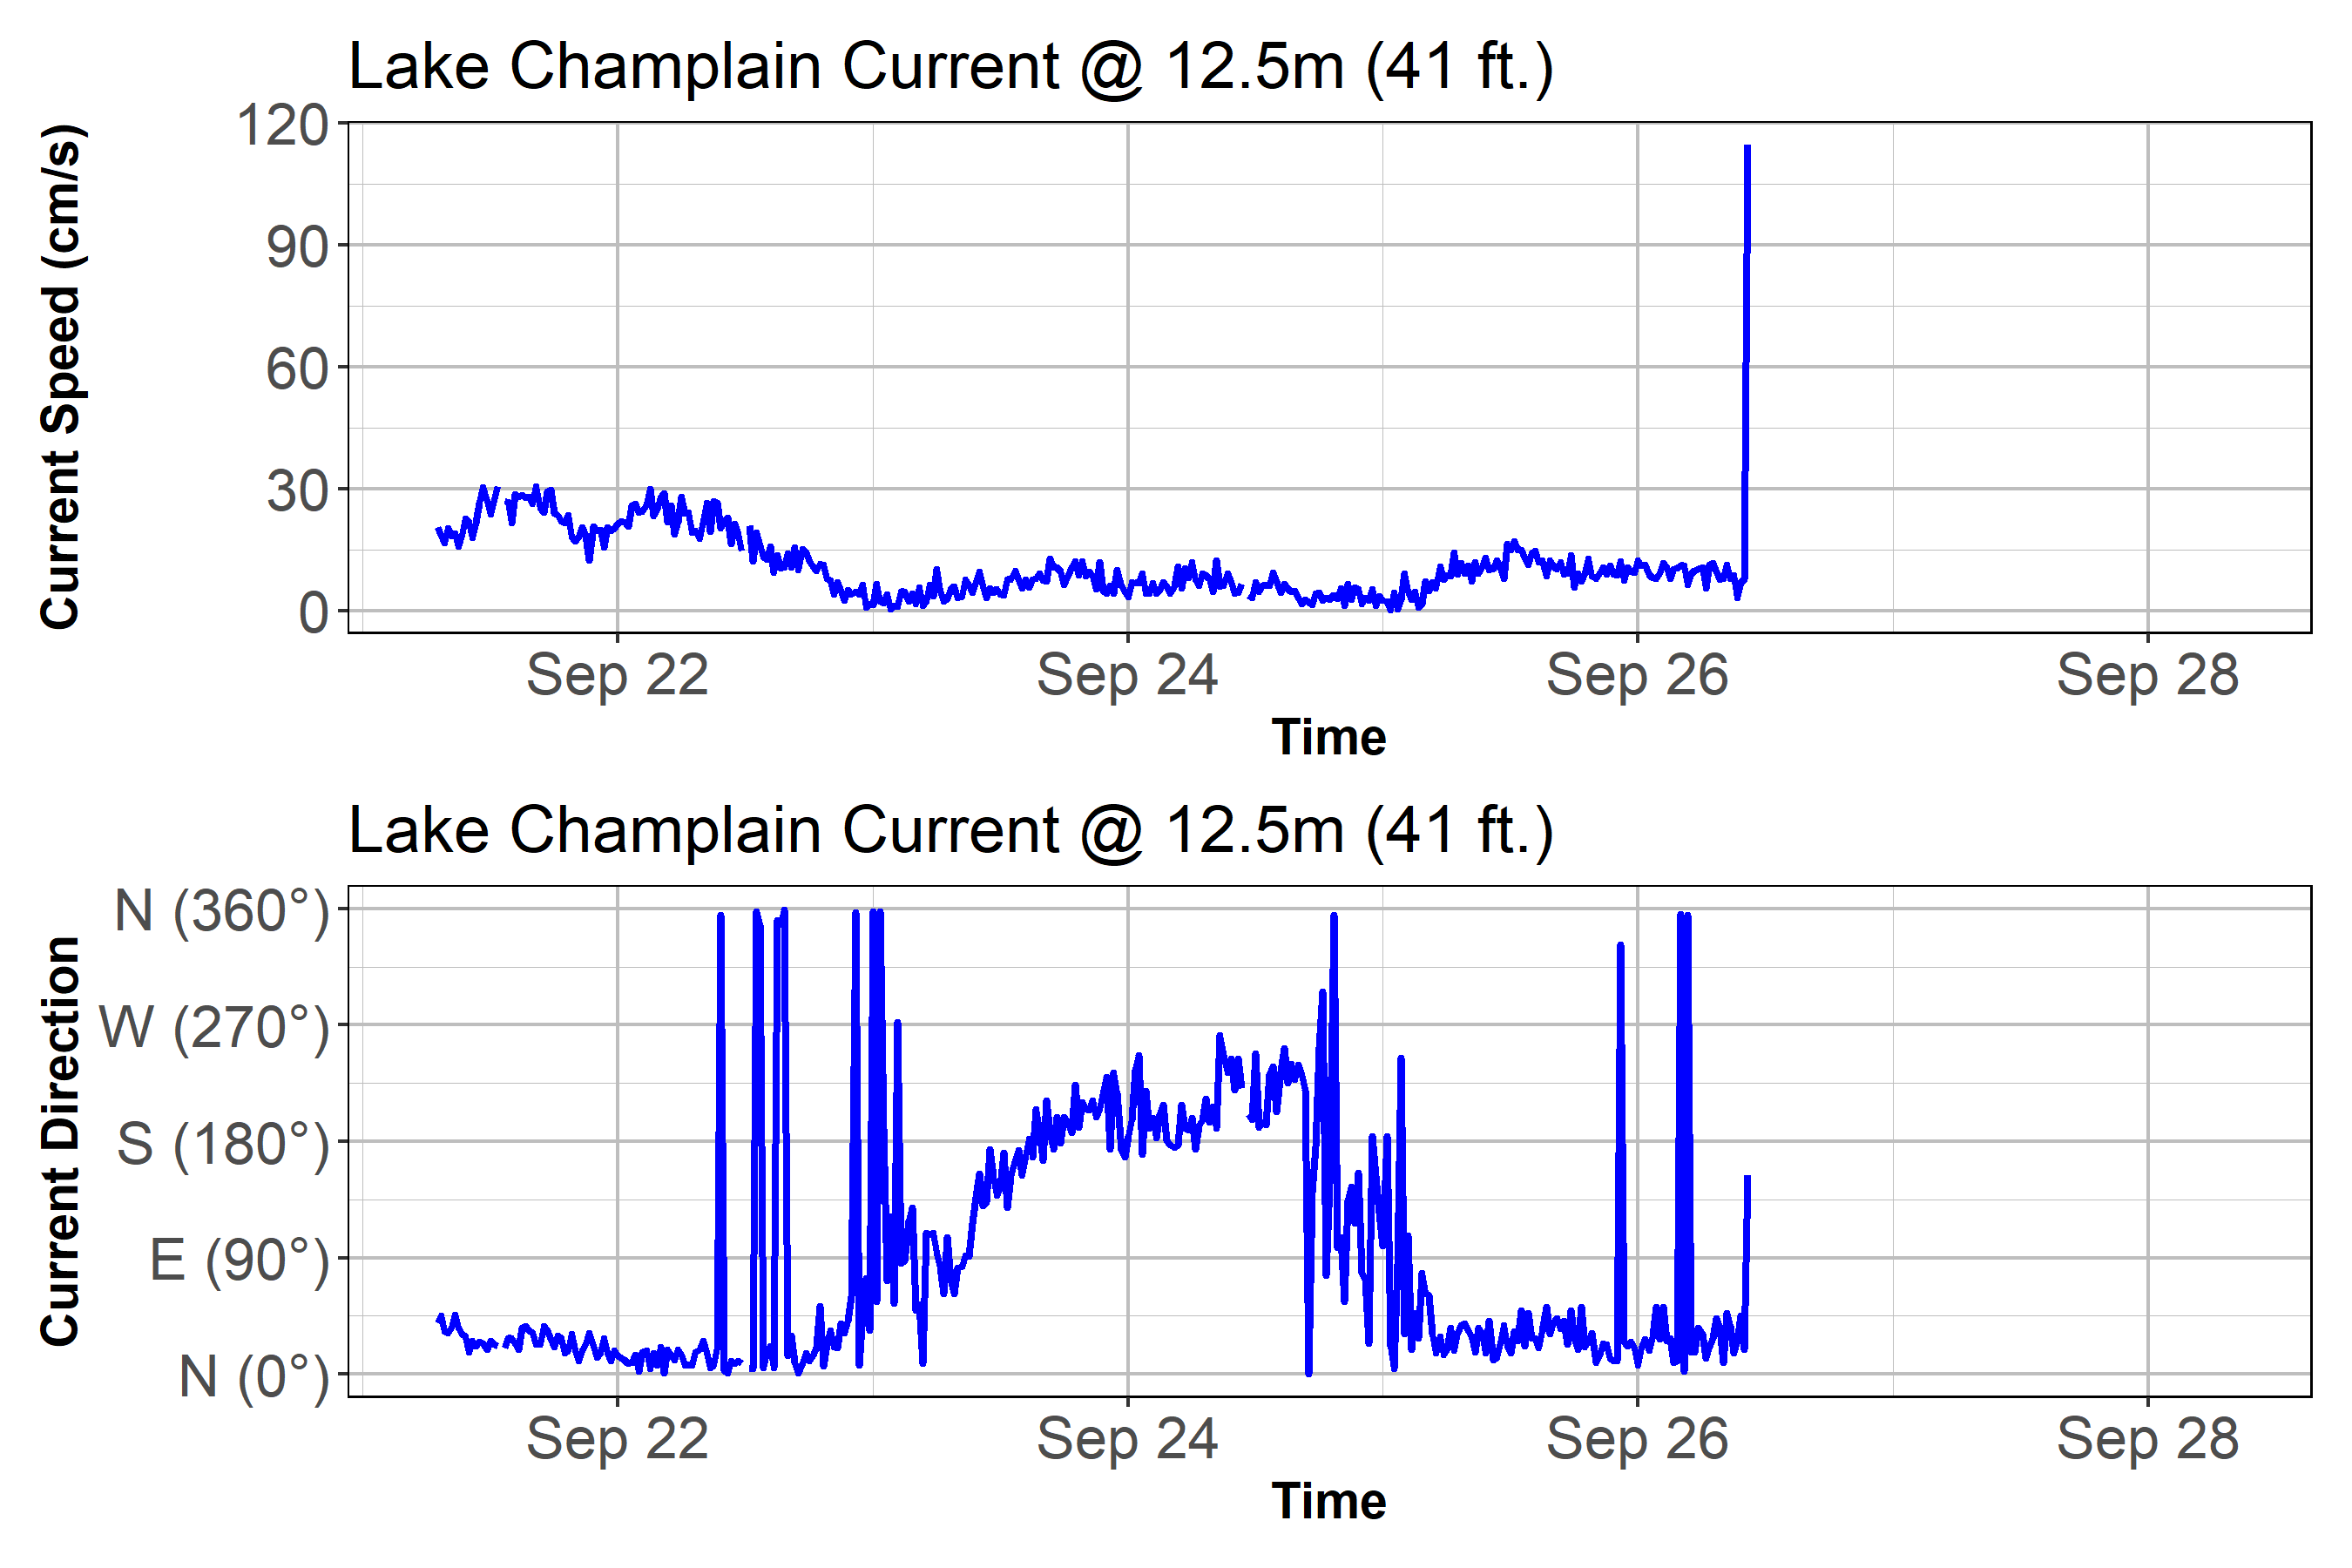 Lake Champlain Current @ 12.5m (41 ft.)
Current Speed (cm/s)
120
90
60
30
0
Sep 22 Sep 24 Sep 26 Sep 28
Time
Lake Champlain Current @ 12.5m (41 ft.)
Current Direction
N (360°)
W (270°)
S (180°)
E (90°)
N (0°)
Sep 22 Sep 24 Sep 26 Sep 28
Time